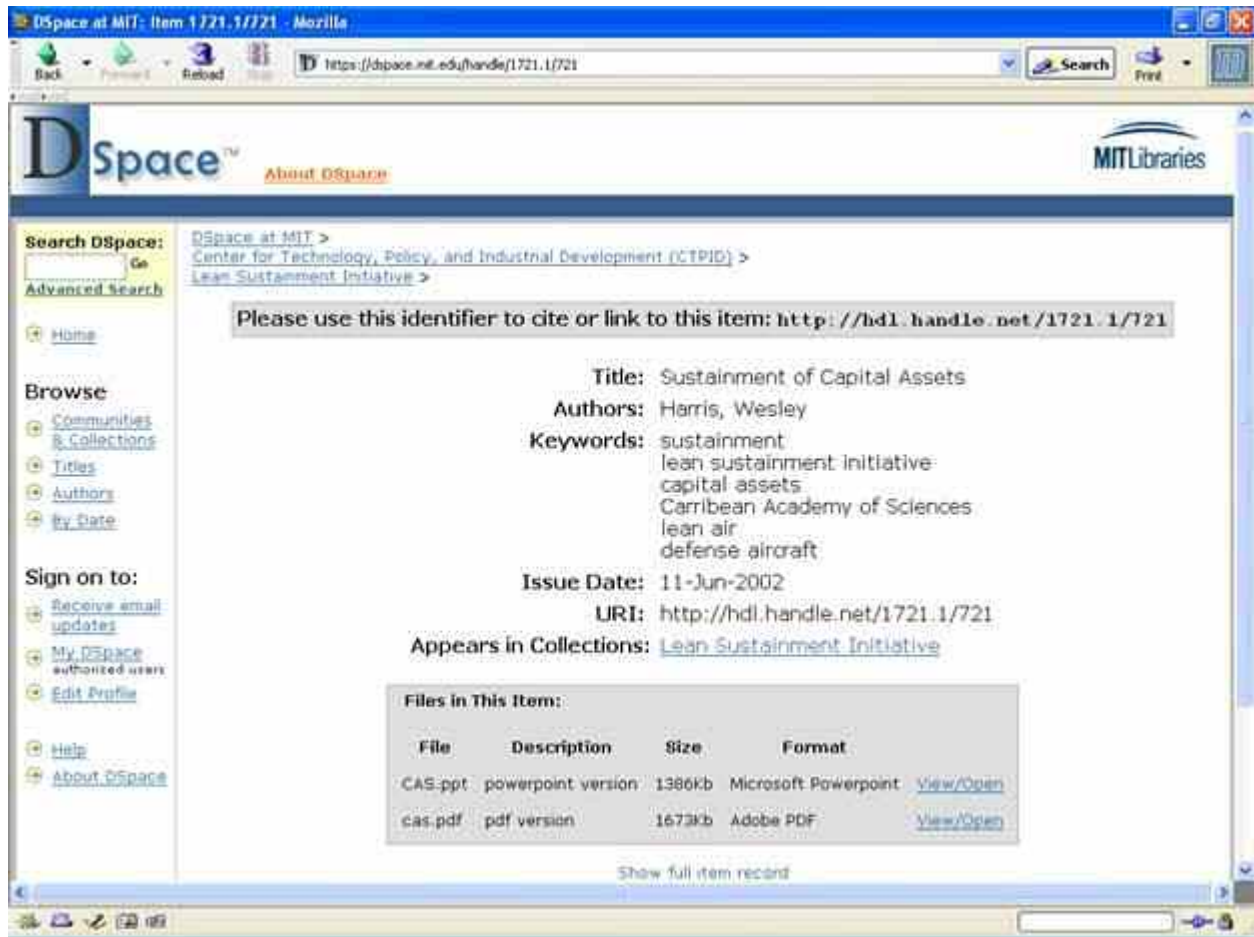 DSpace at MIT: Item 1721.1/721 - Mozilla
Back Forward Reload Stop https://dspace.mit.edu/handle/1721.1/721 Search Print
DSpace™ About DSpace MITLibraries
Search DSpace:
Go
Advanced Search
Home
Browse
Communities
& Collections
Titles
Authors
By Date
Sign on to:
Receive email
updates
My DSpace
authorized users
Edit Profile
Help
About DSpace
DSpace at MIT >
Center for Technology, Policy, and Industrial Development (CTPID) >
Lean Sustainment Initiative >
Please use this identifier to cite or link to this item: http://hdl.handle.net/1721.1/721
Title: Sustainment of Capital Assets
Authors: Harris, Wesley
Keywords: sustainment
lean sustainment initiative
capital assets
Carribean Academy of Sciences
lean air
defense aircraft
Issue Date: 11-Jun-2002
URI: http://hdl.handle.net/1721.1/721
Appears in Collections: Lean Sustainment Initiative
Files in This Item:
File Description Size Format
CAS.ppt powerpoint version 1386Kb Microsoft Powerpoint View/Open
cas.pdf pdf version 1673Kb Adobe PDF View/Open
Show full item record